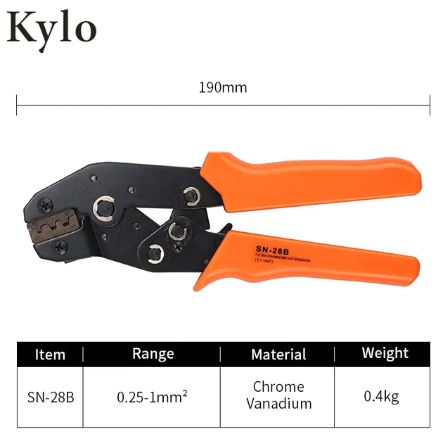 Kylo
190mm
SN-28B
Item Range Material Weight
SN-28B 0.25-1mm² Chrome Vanadium 0.4kg